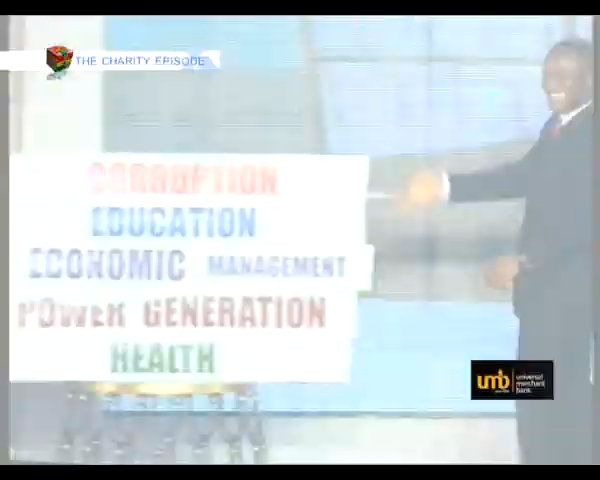 THE CHARITY EPISODE
CORRUPTION
EDUCATION
ECONOMIC MANAGEMENT
POWER GENERATION
HEALTH
umb
universal
merchant
bank